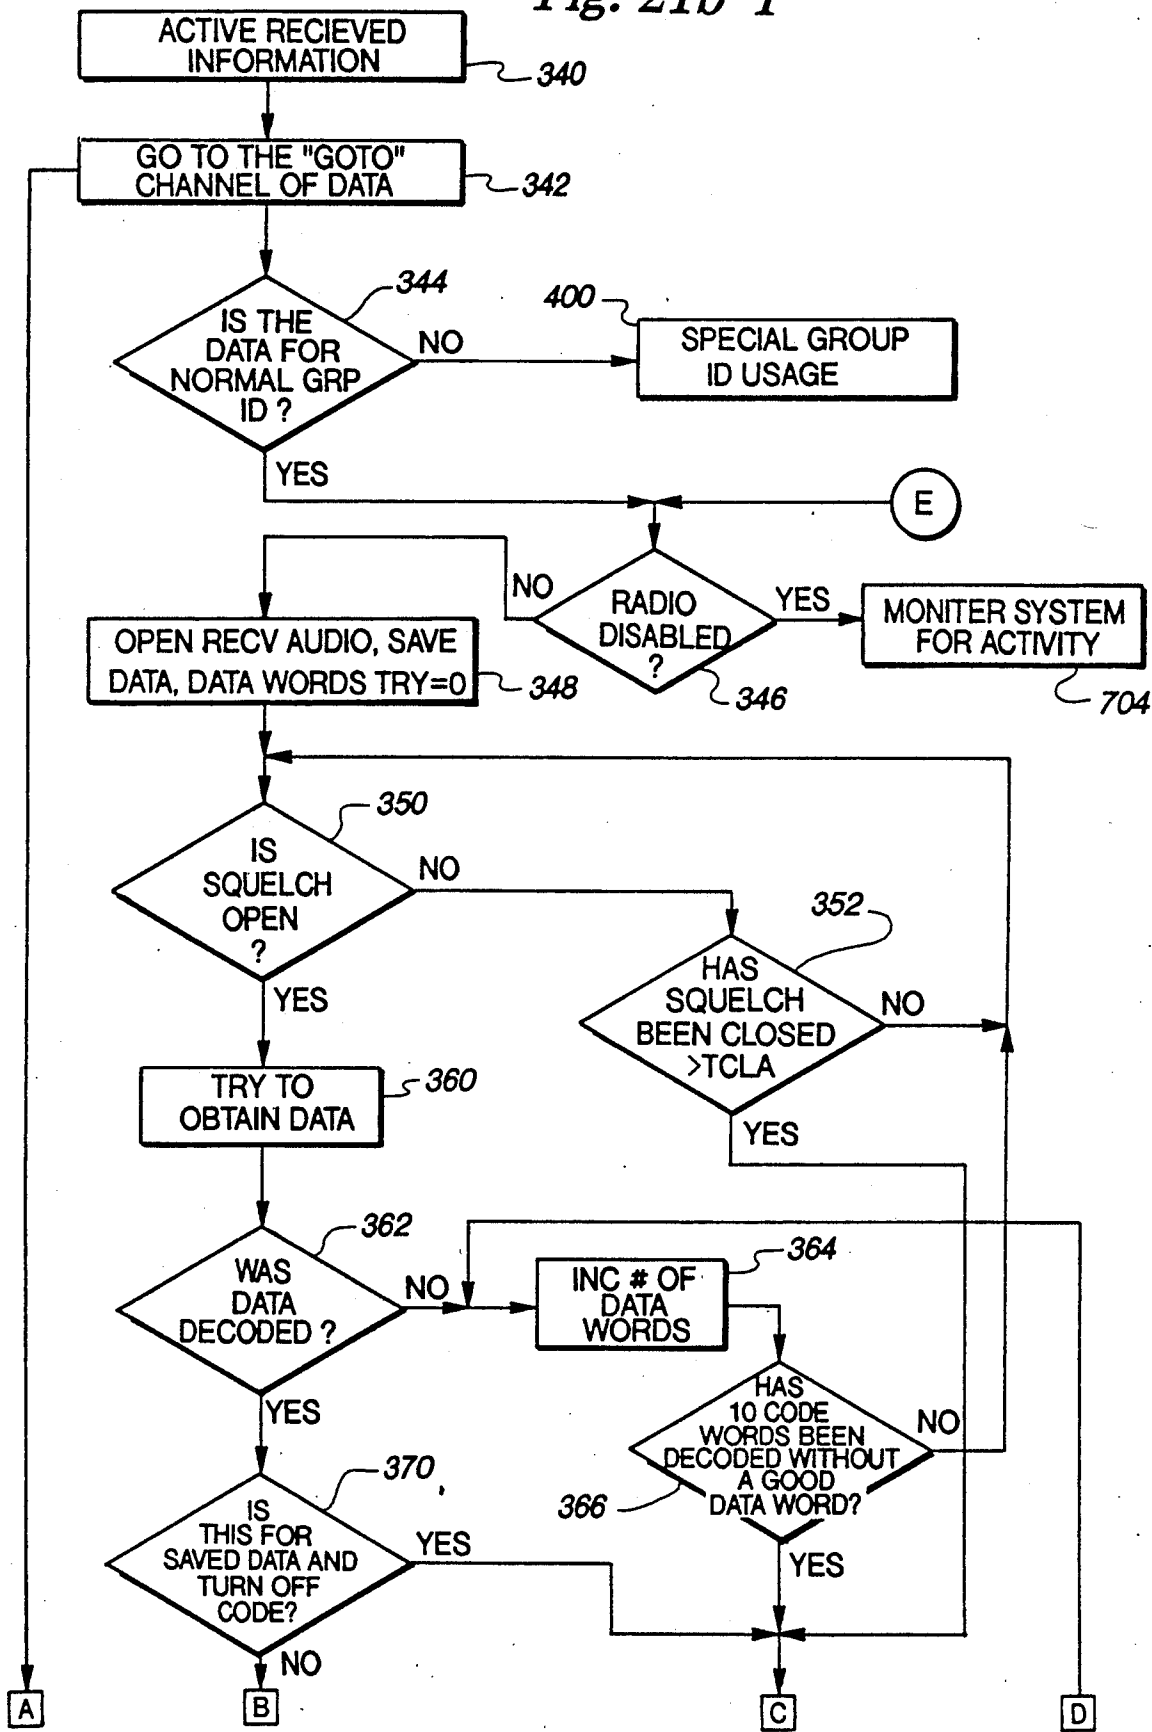 Fig. 21b-1
ACTIVE RECIEVED
INFORMATION
340
GO TO THE "GOTO"
CHANNEL OF DATA
342
344
IS THE
DATA FOR
NORMAL GRP
ID ?
NO
400
SPECIAL GROUP
ID USAGE
YES
E
NO
RADIO
DISABLED
?
YES
346
MONITER SYSTEM
FOR ACTIVITY
704
OPEN RECV AUDIO, SAVE
DATA, DATA WORDS TRY=0
348
350
IS
SQUELCH
OPEN
?
NO
352
HAS
SQUELCH
BEEN CLOSED
>TCLA
NO
YES
YES
TRY TO
OBTAIN DATA
360
362
WAS
DATA
DECODED ?
NO
INC # OF
DATA
WORDS
364
YES
HAS
10 CODE
WORDS BEEN
DECODED WITHOUT
A GOOD
DATA WORD?
NO
366
YES
370
IS
THIS FOR
SAVED DATA AND
TURN OFF
CODE?
YES
NO
A
B
C
D